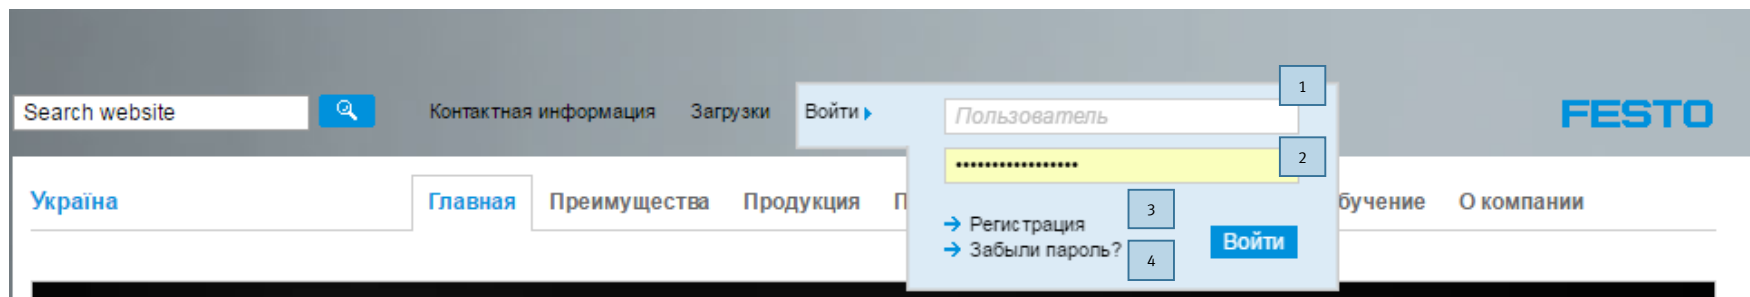 1
Search website Контактная информация Загрузки Войти Пользователь FESTO
•••••••••••••••••
2
Україна Главная Преимущества Продукция П бучение О компании
3
Регистрация
Забыли пароль? Войти
4